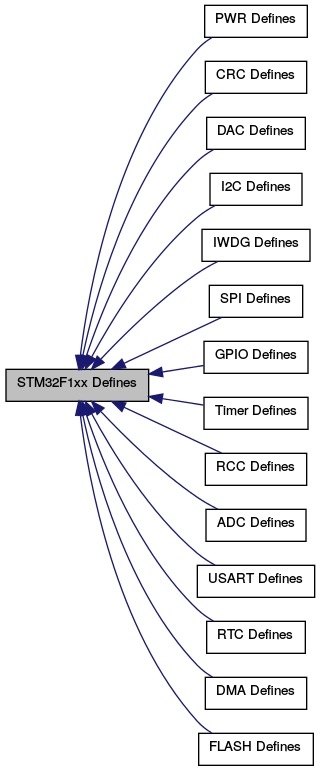 PWR Defines
CRC Defines
DAC Defines
I2C Defines
IWDG Defines
SPI Defines
GPIO Defines
STM32F1xx Defines
Timer Defines
RCC Defines
ADC Defines
USART Defines
RTC Defines
DMA Defines
FLASH Defines